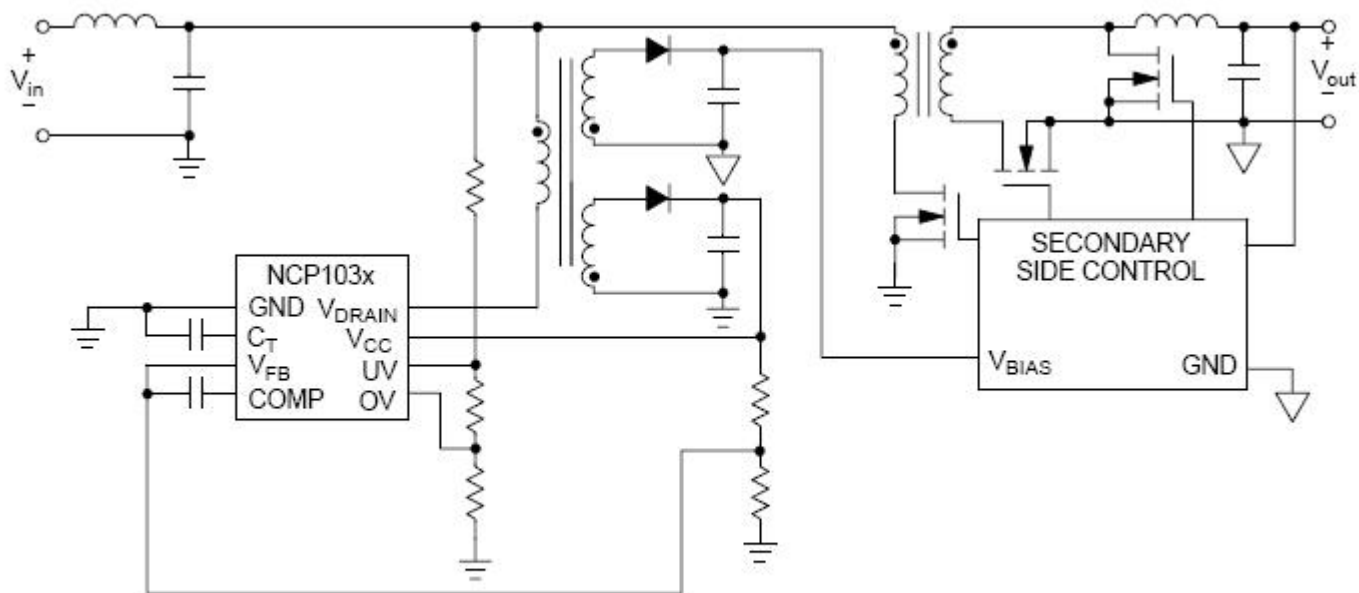 +
Vin
−
+
Vout
−
NCP103x
GND VDRAIN
CT VCC
VFB UV
COMP OV
SECONDARY
SIDE CONTROL
VBIAS GND